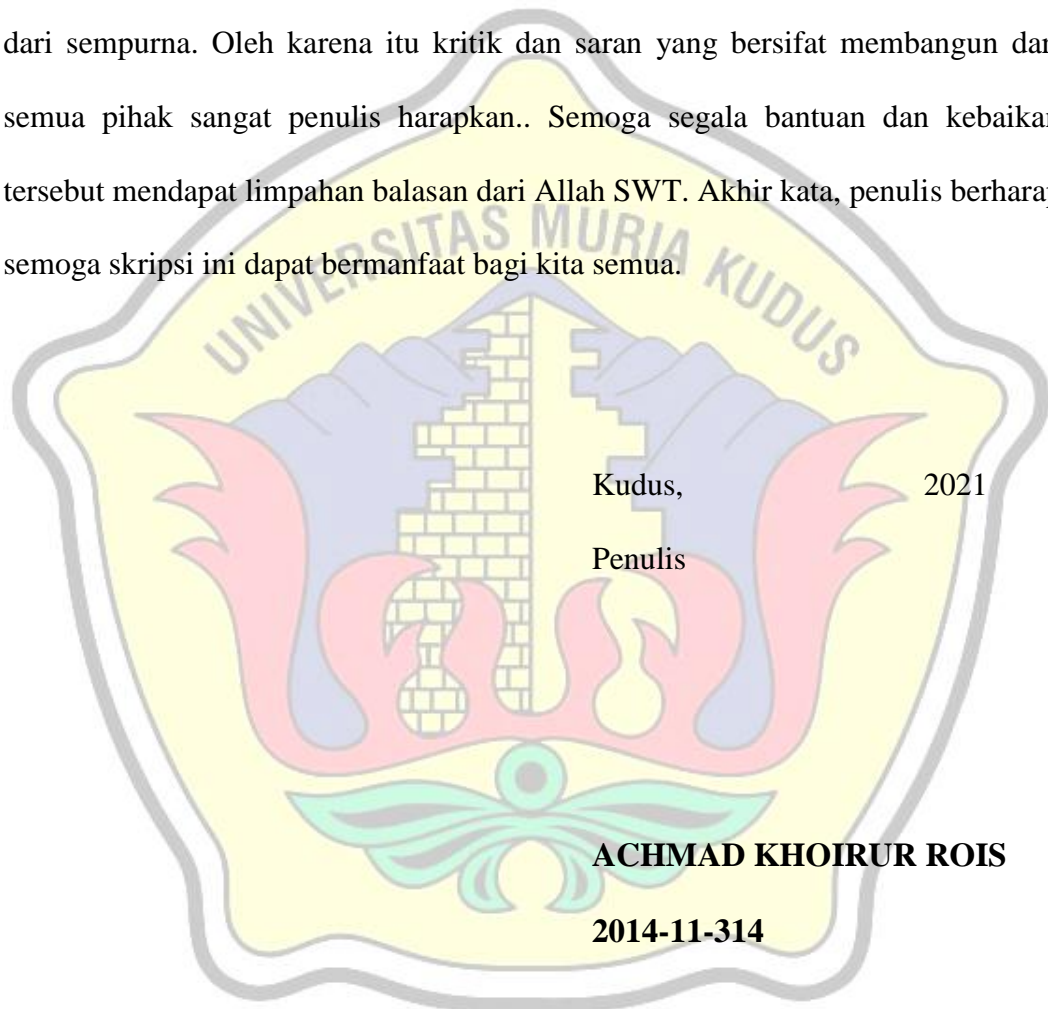 dari sempurna. Oleh karena itu kritik dan saran yang bersifat membangun dar
semua pihak sangat penulis harapkan.. Semoga segala bantuan dan kebaikan
tersebut mendapat limpahan balasan dari Allah SWT. Akhir kata, penulis berharap
semoga skripsi ini dapat bermanfaat bagi kita semua.
UNIVERSITAS MURIA KUDUS
Kudus, 2021
Penulis
ACHMAD KHOIRUR ROIS
2014-11-314